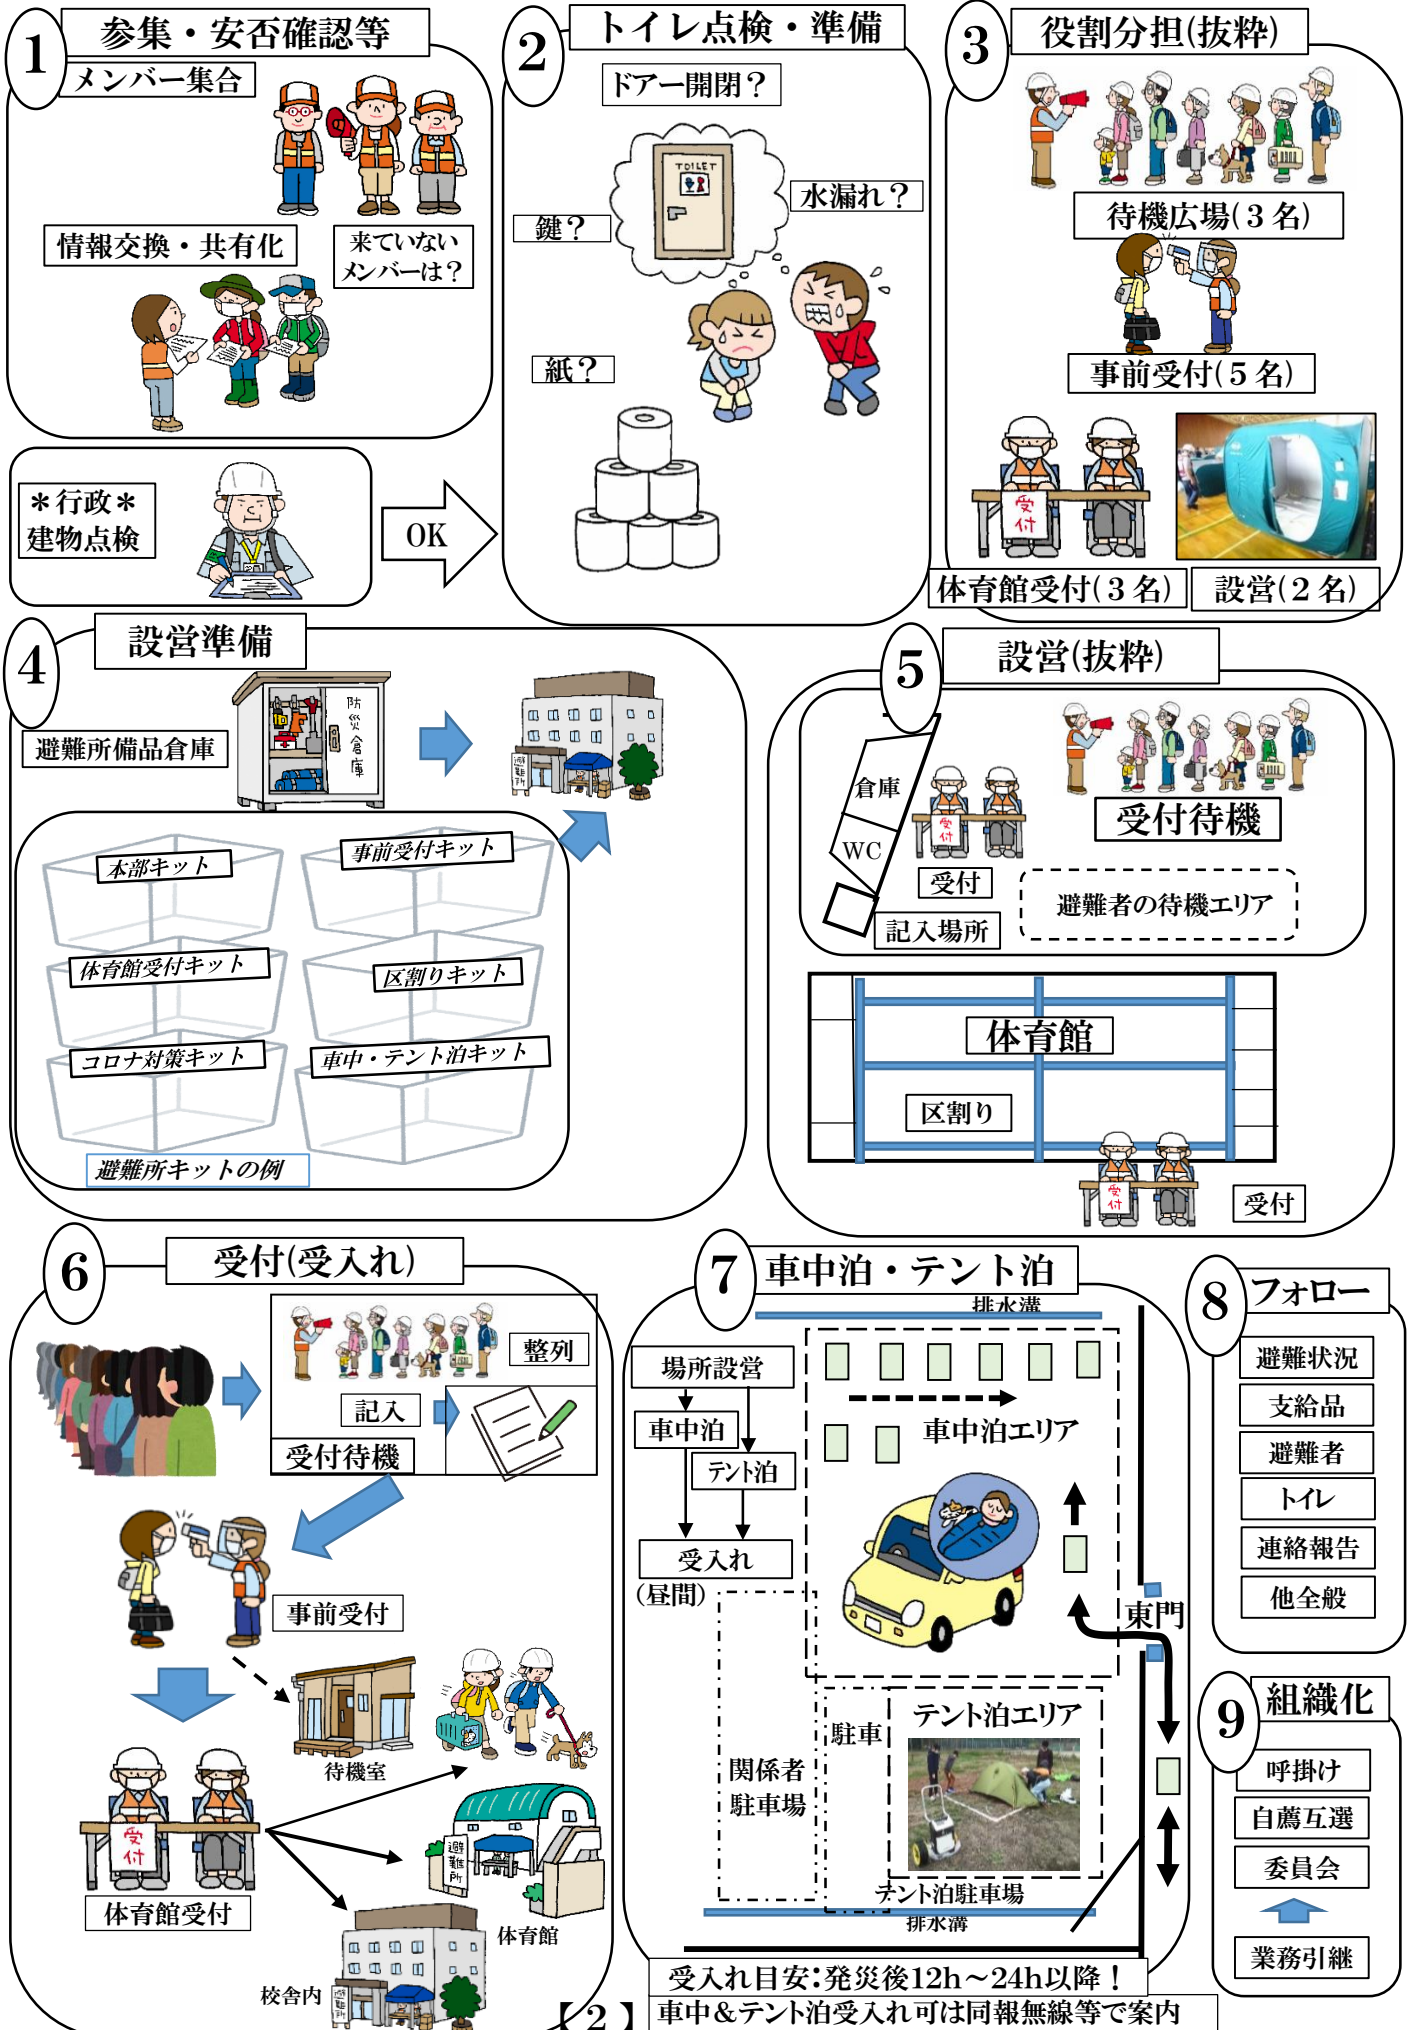 1
参集・安否確認等
メンバー集合
情報交換・共有化
来ていない
メンバーは？
＊行政＊
建物点検
OK
2
トイレ点検・準備
ドアー開閉？
TOILET
水漏れ？
鍵？
紙？
3
役割分担(抜粋)
待機広場(３名)
事前受付(５名)
受付
体育館受付(３名)
設営(２名)
4
設営準備
避難所備品倉庫
防災倉庫
避難所
本部キット
事前受付キット
体育館受付キット
区割りキット
コロナ対策キット
車中・テント泊キット
避難所キットの例
5
設営(抜粋)
倉庫
WC
受付
受付
記入場所
受付待機
避難者の待機エリア
体育館
区割り
受付
受付
6
受付(受入れ)
整列
記入
受付待機
事前受付
待機室
受付
体育館受付
避難所
体育館
校舎内
避難所
7
車中泊・テント泊
排水溝
場所設営
車中泊
テント泊
受入れ
(昼間)
車中泊エリア
東門
関係者
駐車場
駐車
テント泊エリア
テント泊駐車場
排水溝
受入れ目安：発災後12h～24h以降！
車中＆テント泊受入れ可は同報無線等で案内
8
フォロー
避難状況
支給品
避難者
トイレ
連絡報告
他全般
9
組織化
呼掛け
自薦互選
委員会
業務引継
【2】